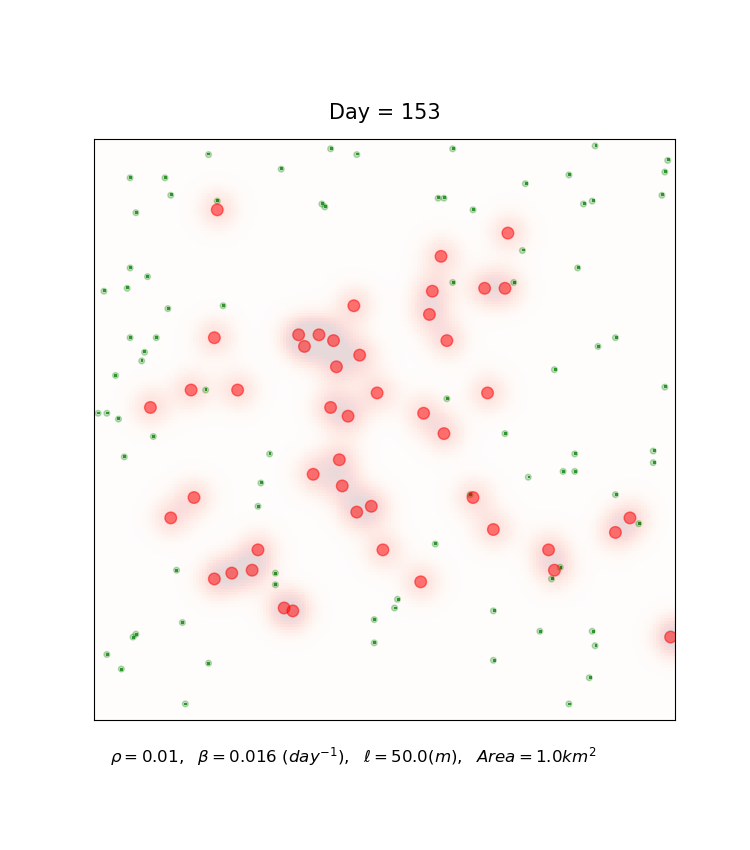 Day = 153
ρ = 0.01, β = 0.016 (day⁻¹), ℓ = 50.0(m), Area = 1.0km²